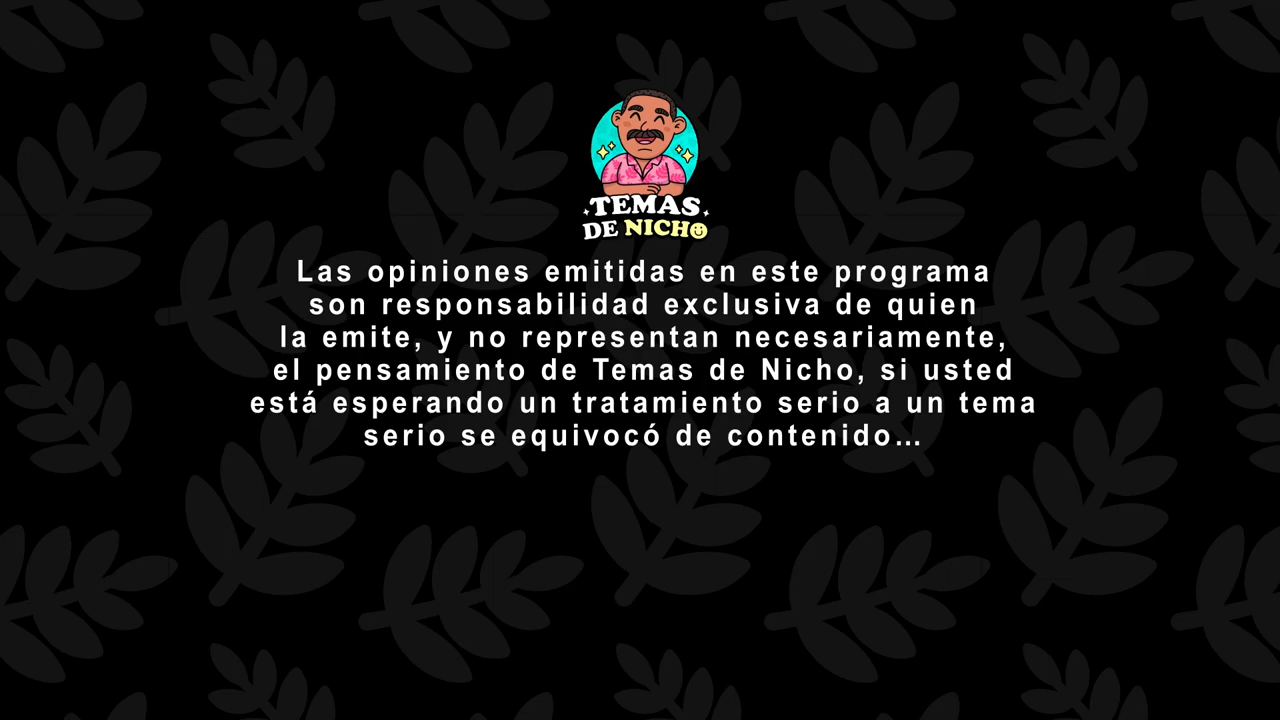 TEMAS
DE NICHO
Las opiniones emitidas en este programa
son responsabilidad exclusiva de quien
la emite, y no representan necesariamente,
el pensamiento de Temas de Nicho, si usted
está esperando un tratamiento serio a un tema
serio se equivocó de contenido...